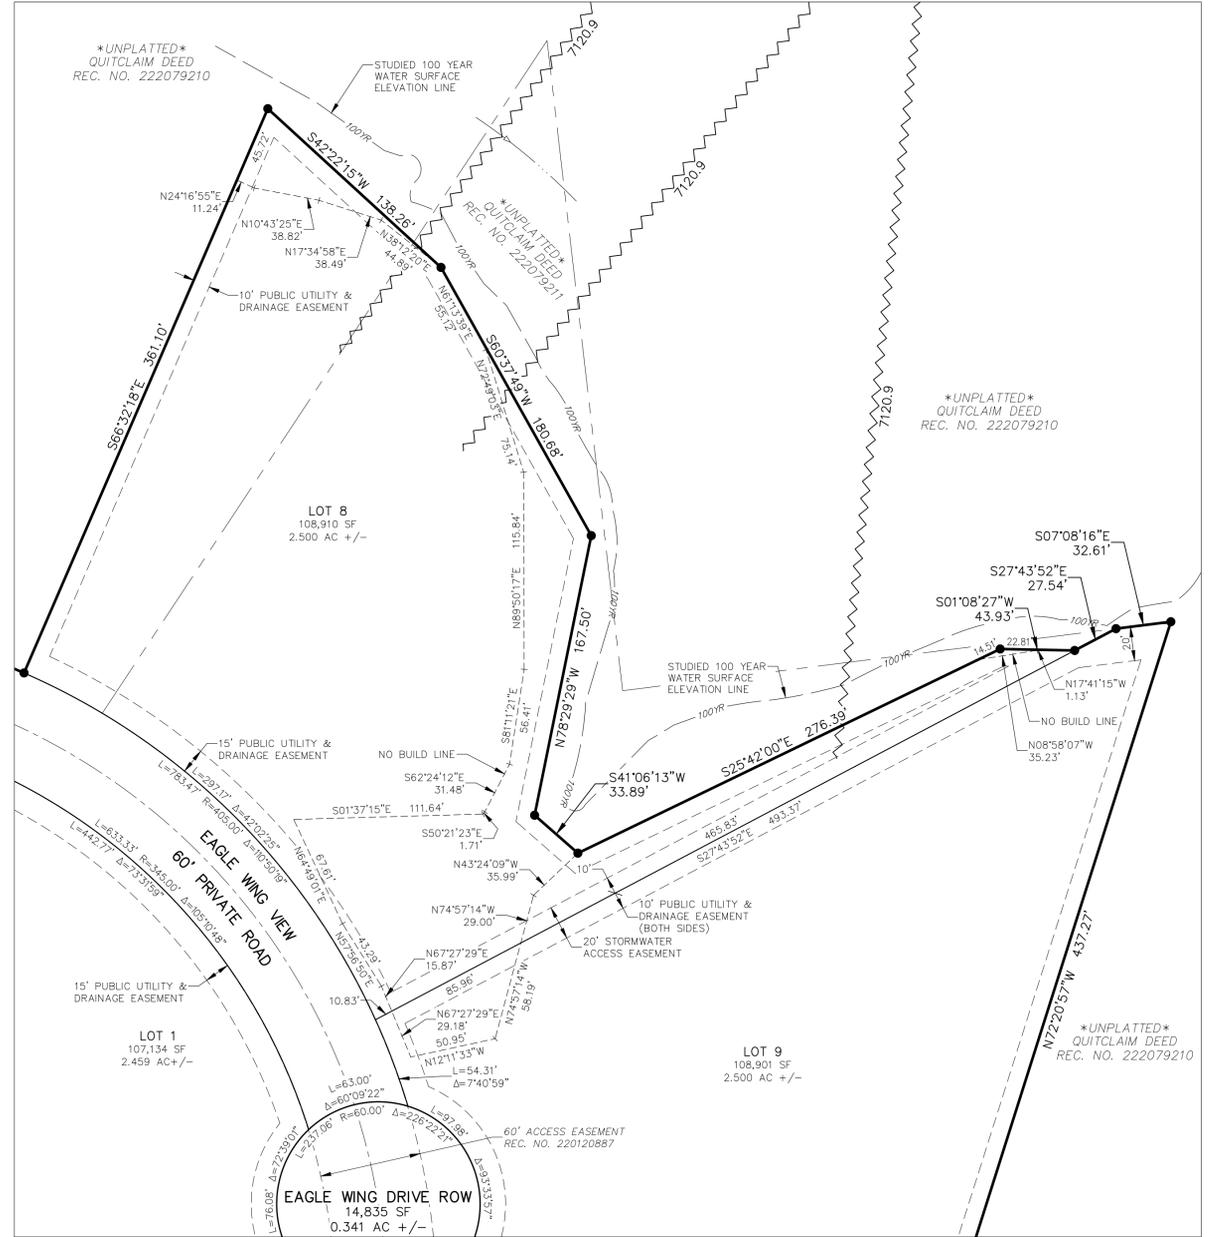 *UNPLATTED*
QUITCLAIM DEED
REC. NO. 222079210
STUDIED 100 YEAR
WATER SURFACE
ELEVATION LINE
7120.9
100YR
S42°22'15"W 138.26'
45.72'
N24°16'55"E
11.24'
N10°43'25"E
38.82'
N17°34'58"E
38.49'
N38°12'20"E
44.89'
*UNPLATTED*
QUITCLAIM DEED
REC. NO. 222079211
100YR
7120.9
10' PUBLIC UTILITY &
DRAINAGE EASEMENT
N61°13'39"E
55.12'
S60°37'49"W 180.68'
N72°49'03"E
75.14'
100YR
S66°32'18"E 361.10'
7120.9
*UNPLATTED*
QUITCLAIM DEED
REC. NO. 222079210
LOT 8
108,910 SF
2.500 AC +/-
N89°50'17"E 115.84'
S07°08'16"E
32.61'
S27°43'52"E
27.54'
S01°08'27"W
43.93'
100YR
100YR
N78°29'29"W 167.50'
STUDIED 100 YEAR
WATER SURFACE
ELEVATION LINE
100YR
14.51'
22.81'
20'
N17°41'15"W
1.13'
NO BUILD LINE
N08°58'07"W
35.23'
100YR
S81°11'21"E
56.41'
15' PUBLIC UTILITY &
DRAINAGE EASEMENT
NO BUILD LINE
S62°24'12"E
31.48'
S41°06'13"W
33.89'
100YR
S25°42'00"E 276.39'
S01°37'15"E 111.64'
S50°21'23"E
1.71'
L=297.17' Δ=42°02'25"
L=783.47' R=405.00' Δ=110°50'19"
EAGLE WING VIEW
60' PRIVATE ROAD
L=633.33' R=345.00' Δ=105°10'48"
L=442.77' Δ=73°31'59"
N64°49'01"E
67.61'
N43°24'09"W
35.99'
10'
465.83'
S27°43'52"E 493.37'
N74°57'14"W
29.00'
10' PUBLIC UTILITY &
DRAINAGE EASEMENT
(BOTH SIDES)
20' STORMWATER
ACCESS EASEMENT
N57°56'50"E
43.29'
N67°27'29"E
15.87'
10.83'
85.96'
N74°57'14"W
58.19'
15' PUBLIC UTILITY &
DRAINAGE EASEMENT
N67°27'29"E
29.18'
50.95'
N12°11'33"W
N72°20'57"W 437.27'
*UNPLATTED*
QUITCLAIM DEED
REC. NO. 222079210
LOT 1
107,134 SF
2.459 AC+/-
LOT 9
108,901 SF
2.500 AC +/-
L=54.31'
Δ=7°40'59"
L=63.00'
Δ=60°09'22"
L=237.06' R=60.00' Δ=226°22'21"
L=97.98'
Δ=93°33'57"
L=76.08' Δ=72°39'01"
60' ACCESS EASEMENT
REC. NO. 220120887
EAGLE WING DRIVE ROW
14,835 SF
0.341 AC +/-